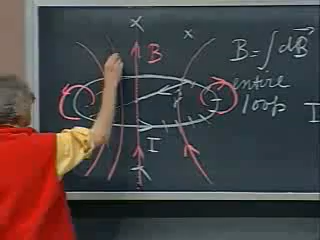 B = ∫ dB⃗
entire
loop
B
r
I
I